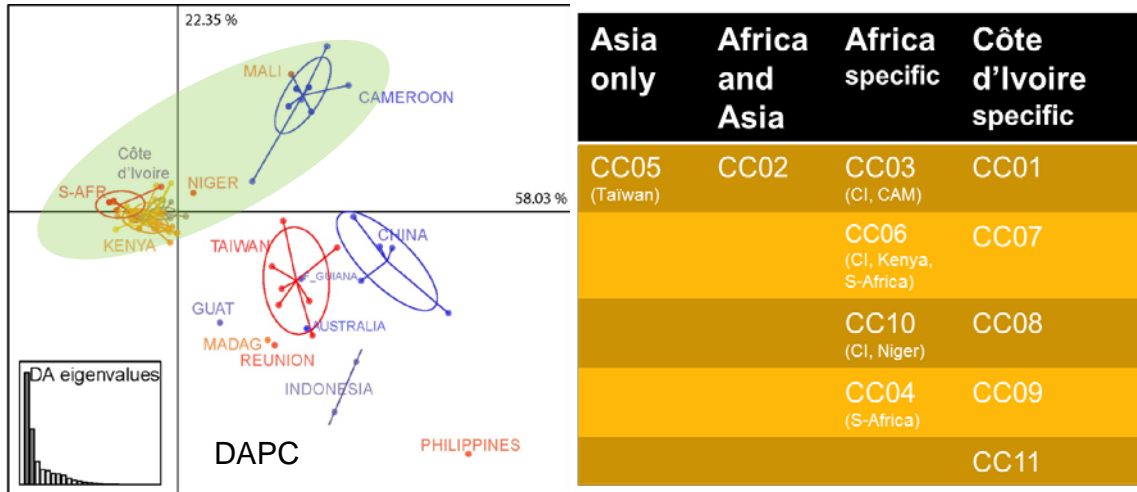 22.35 %
MALI
CAMEROON
Côte
d'Ivoire
S-AFR
NIGER
58.03 %
KENYA
TAIWAN
CHINA
F_GUIANA
GUAT
AUSTRALIA
MADAG
REUNION
INDONESIA
DA eigenvalues
DAPC
PHILIPPINES
Asia only
Africa and Asia
Africa specific
Côte d’Ivoire specific
CC05
(Taïwan)
CC02
CC03
(CI, CAM)
CC01
CC06
(CI, Kenya,
S-Africa)
CC07
CC10
(CI, Niger)
CC08
CC04
(S-Africa)
CC09
CC11